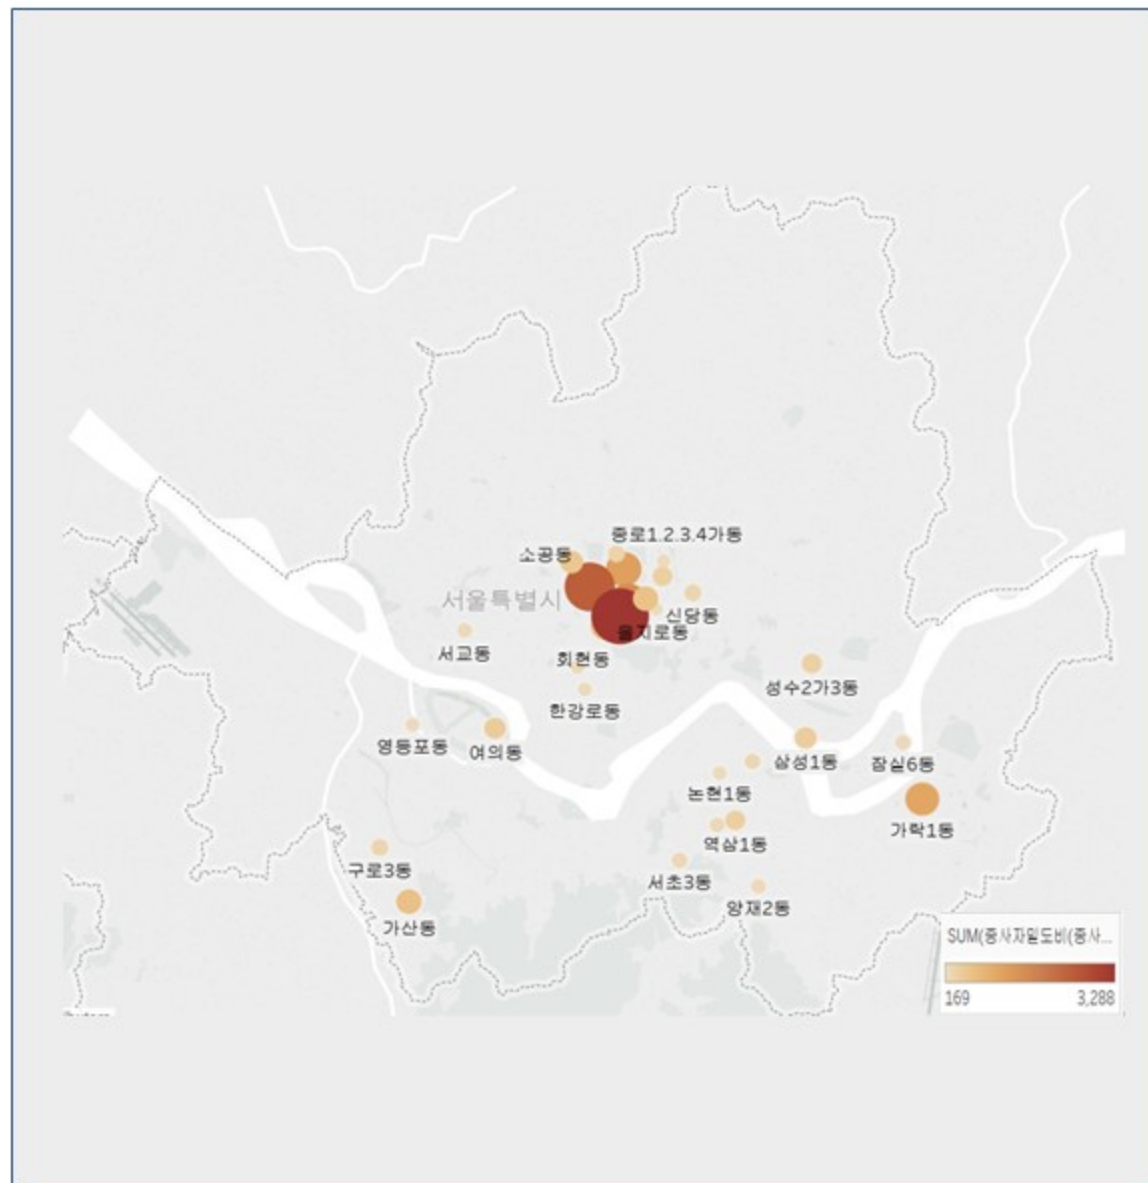 종로1.2.3.4가동
소공동
서울특별시
신당동
을지로동
서교동
회현동
성수2가3동
한강로동
영등포동
여의동
삼성1동
잠실6동
논현1동
가락1동
역삼1동
구로3동
서초3동
양재2동
가산동
SUM(종사자밀도비(종사...
169 3,288